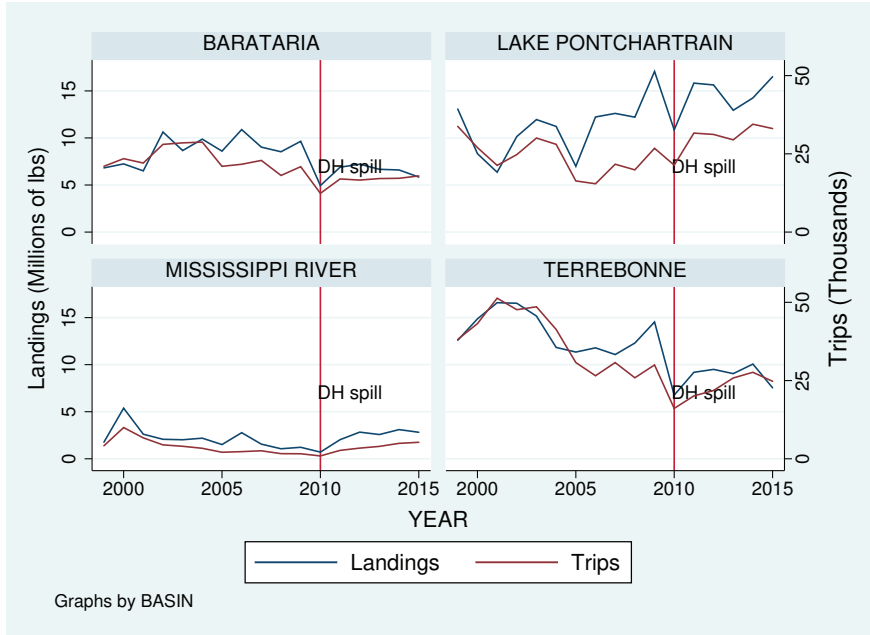 BARATARIA
LAKE PONTCHARTRAIN
15
10
5
0
DH spill
DH spill
50
25
0
MISSISSIPPI RIVER
TERREBONNE
15
10
5
0
DH spill
DH spill
50
25
0
2000 2005 2010 2015
2000 2005 2010 2015
Landings (Millions of lbs)
Trips (Thousands)
YEAR
Landings Trips
Graphs by BASIN